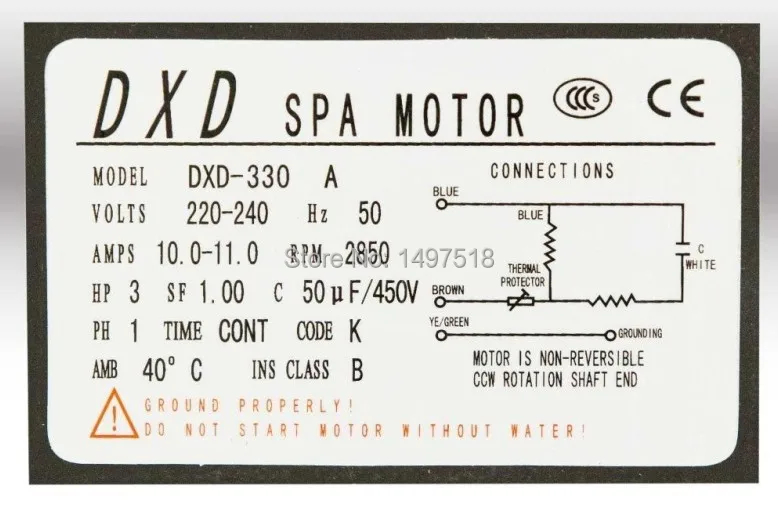 DXD SPA MOTOR CCC S CE
MODEL DXD-330 A
VOLTS 220-240 Hz 50
AMPS 10.0-11.0 RPM 2850
HP 3 SF 1.00 C 50μF/450V
PH 1 TIME CONT CODE K
AMB 40° C INS CLASS B
CONNECTIONS
BLUE
BLUE
C
WHITE
THERMAL
PROTECTOR
BROWN
YE/GREEN
GROUNDING
MOTOR IS NON-REVERSIBLE
CCW ROTATION SHAFT END
! GROUND PROPERLY!
DO NOT START MOTOR WITHOUT WATER!
Store No: 1497518